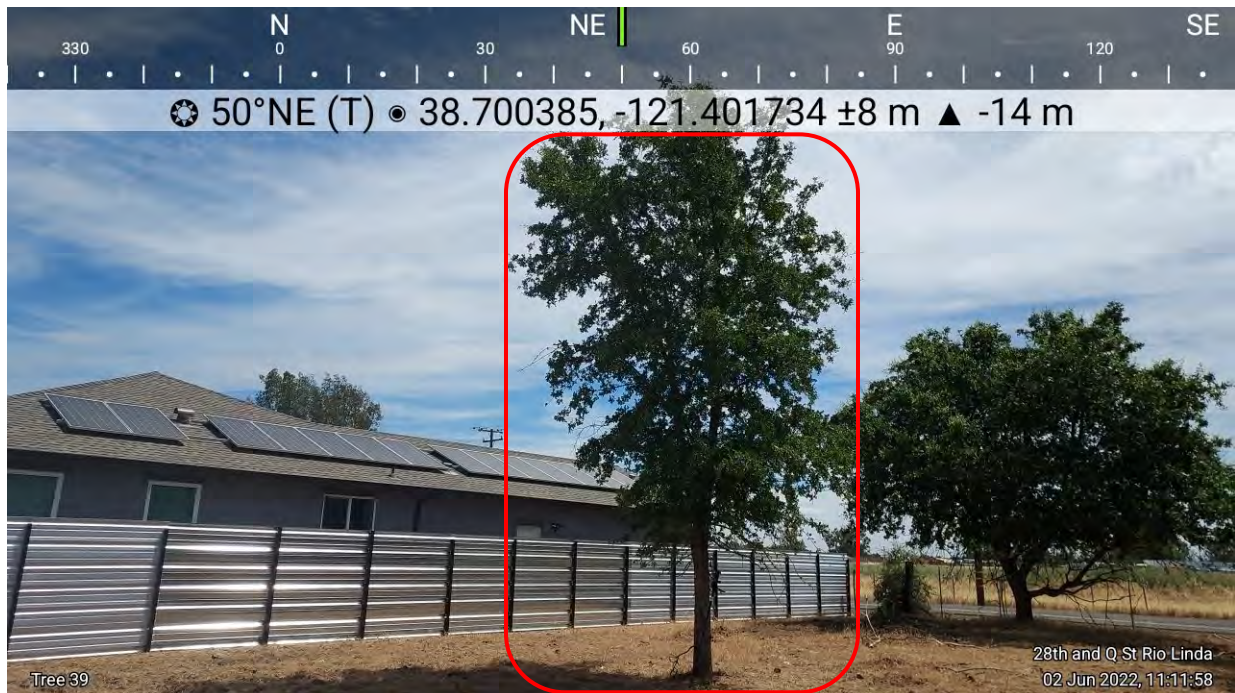 N NE E SE
330 0 30 60 90 120
50°NE (T) 38.700385, -121.401734 ±8 m ▲ -14 m
28th and Q St Rio Linda
Tree 39 02 Jun 2022, 11:11:58